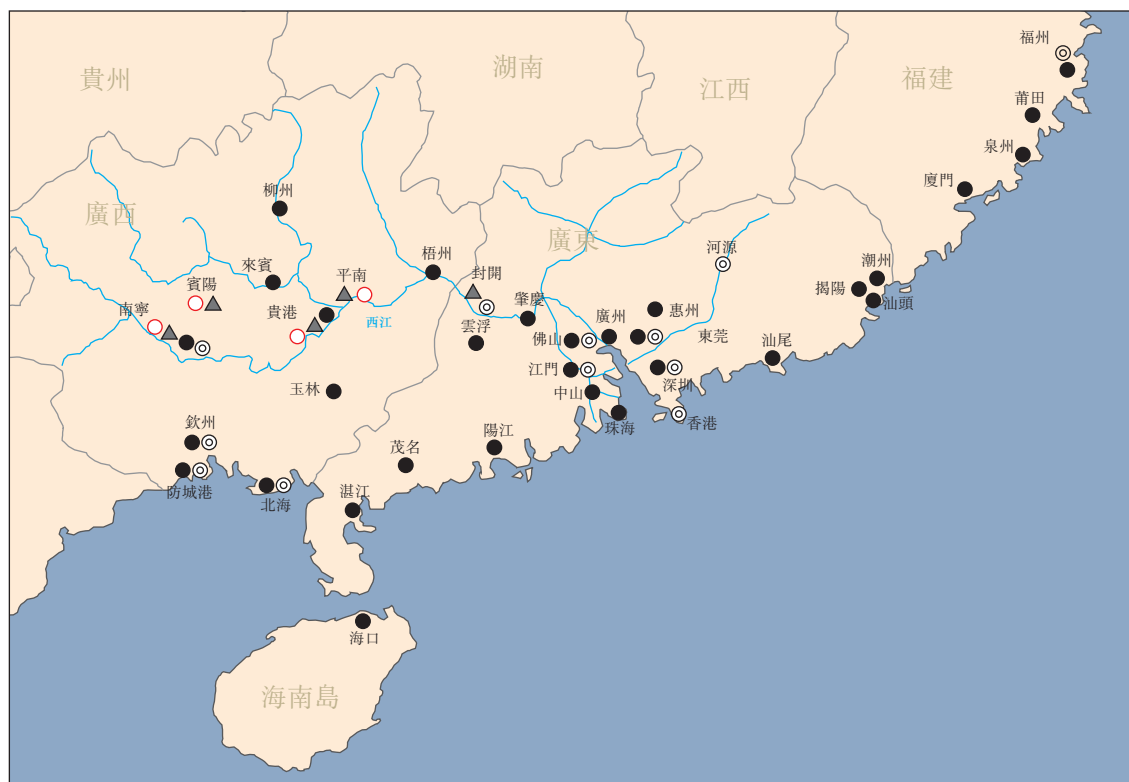 福州
湖南
貴州
江西
福建
莆田
泉州
廈門
柳州
廣西
廣東
河源
梧州
來賓
平南
封開
潮州
賓陽
揭陽
汕頭
南寧
貴港
肇慶
惠州
西江
雲浮
廣州
佛山
東莞
汕尾
江門
深圳
玉林
中山
珠海
香港
欽州
陽江
茂名
防城港
北海
湛江
海口
海南島